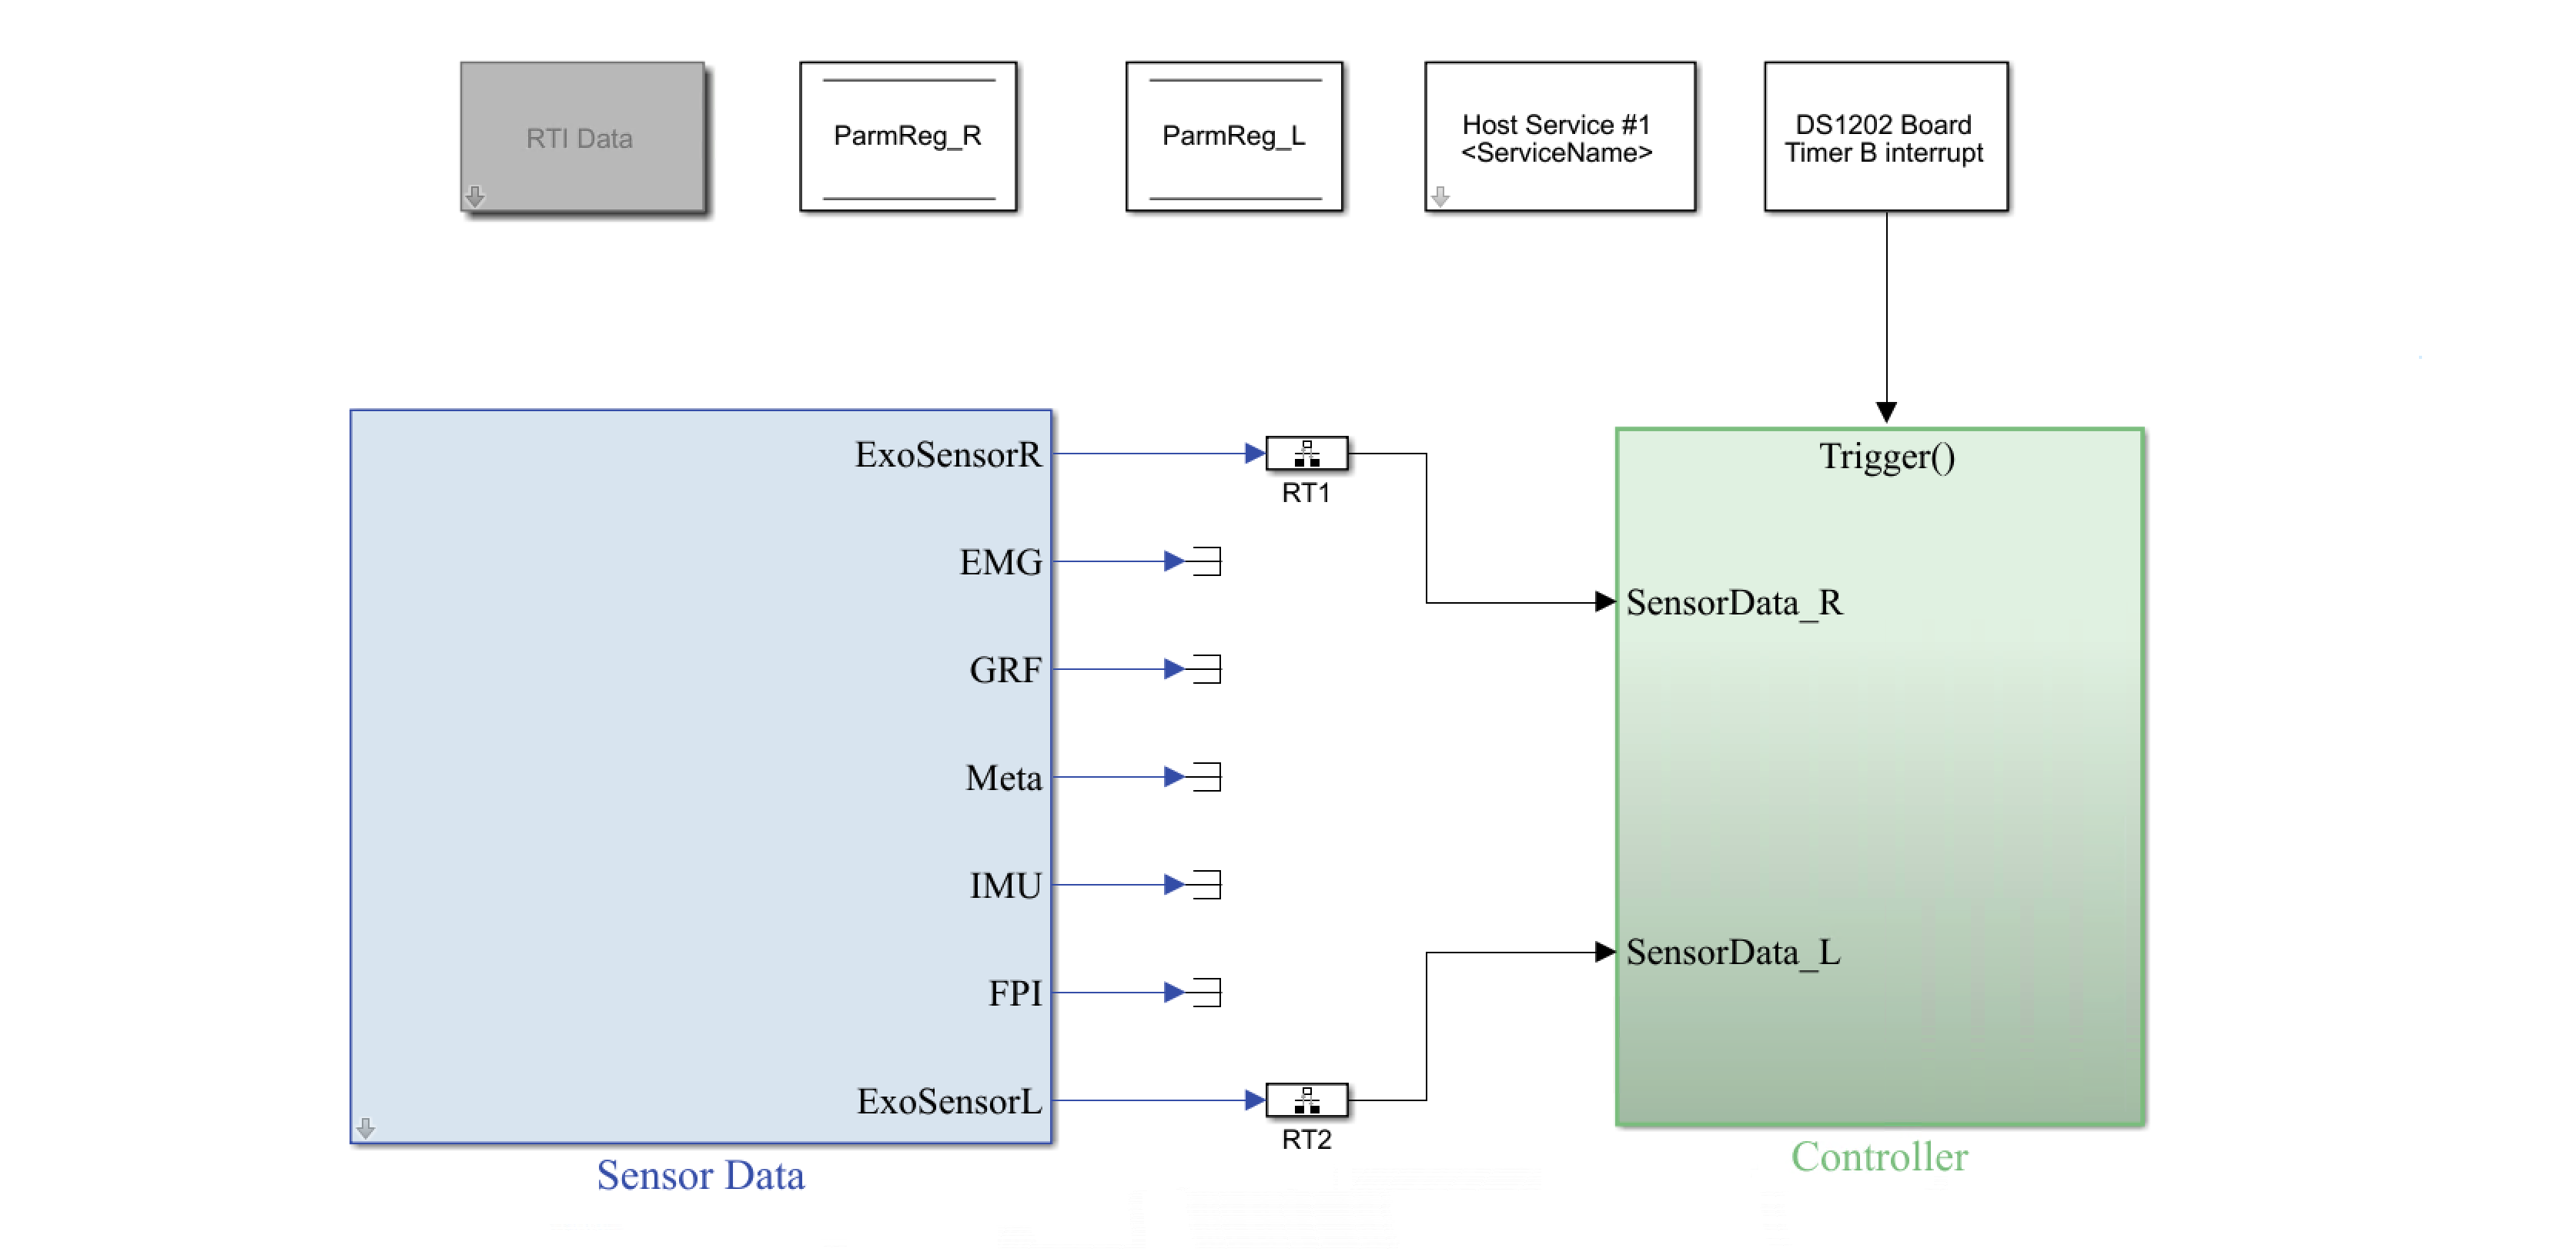 RTI Data
ParmReg_R
ParmReg_L
Host Service #1
<ServiceName>
DS1202 Board
Timer B interrupt
ExoSensorR
EMG
GRF
Meta
IMU
FPI
ExoSensorL
Sensor Data
RT1
RT2
Trigger()
SensorData_R
SensorData_L
Controller